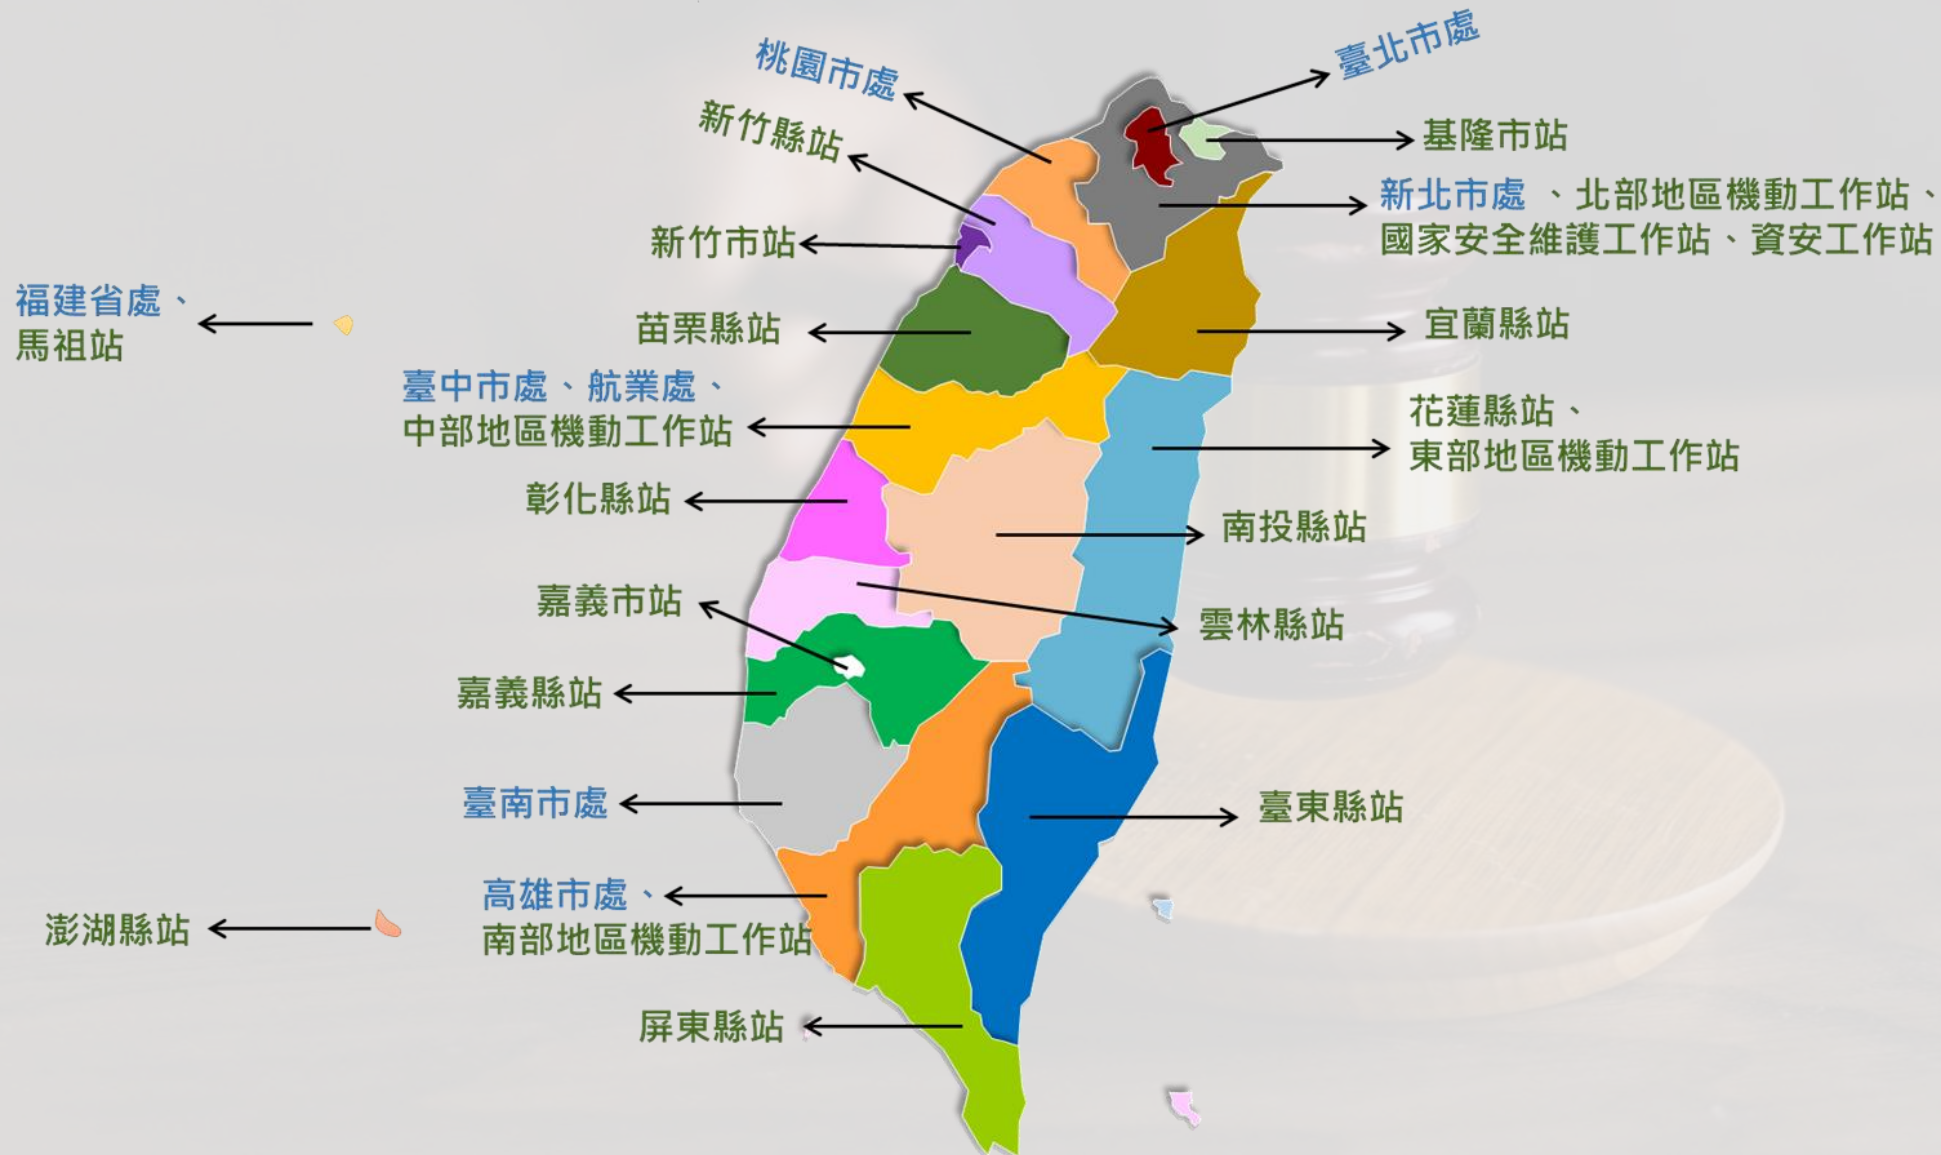 臺北市處
桃園市處
新竹縣站
基隆市站
新北市處、北部地區機動工作站、
國家安全維護工作站、資安工作站
新竹市站
福建省處、
馬祖站
苗栗縣站
宜蘭縣站
臺中市處、航業處、
中部地區機動工作站
花蓮縣站、
東部地區機動工作站
彰化縣站
南投縣站
嘉義市站
雲林縣站
嘉義縣站
臺南市處
臺東縣站
高雄市處、
南部地區機動工作站
澎湖縣站
屏東縣站